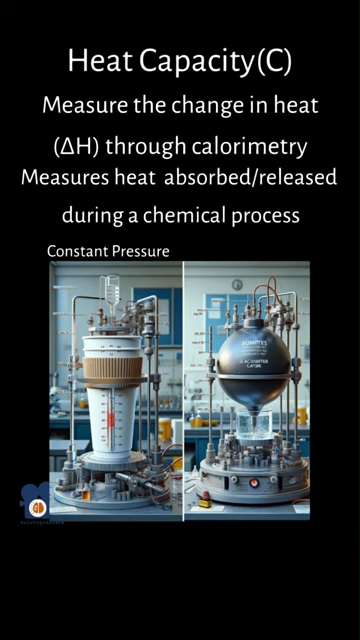 Heat Capacity(C)
Measure the change in heat
(ΔH) through calorimetry
Measures heat absorbed/released
during a chemical process
Constant Pressure